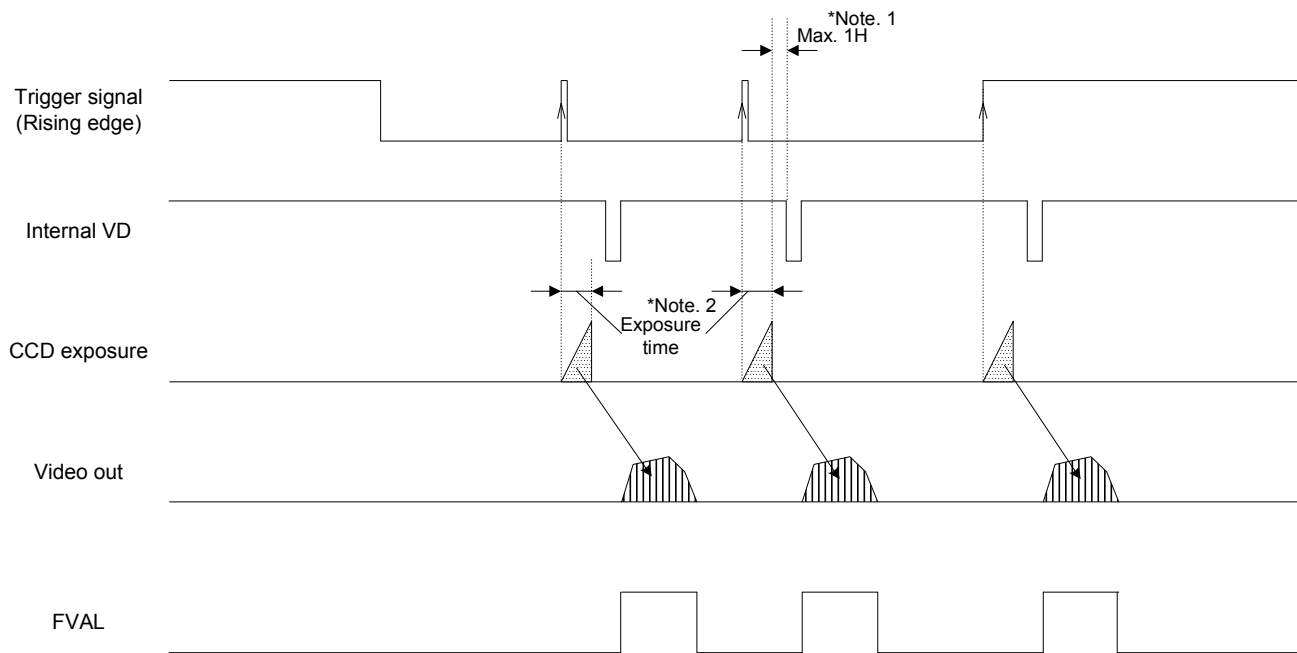 *Note. 1
Max. 1H
Trigger signal
(Rising edge)
Internal VD
*Note. 2
Exposure
time
CCD exposure
Video out
FVAL